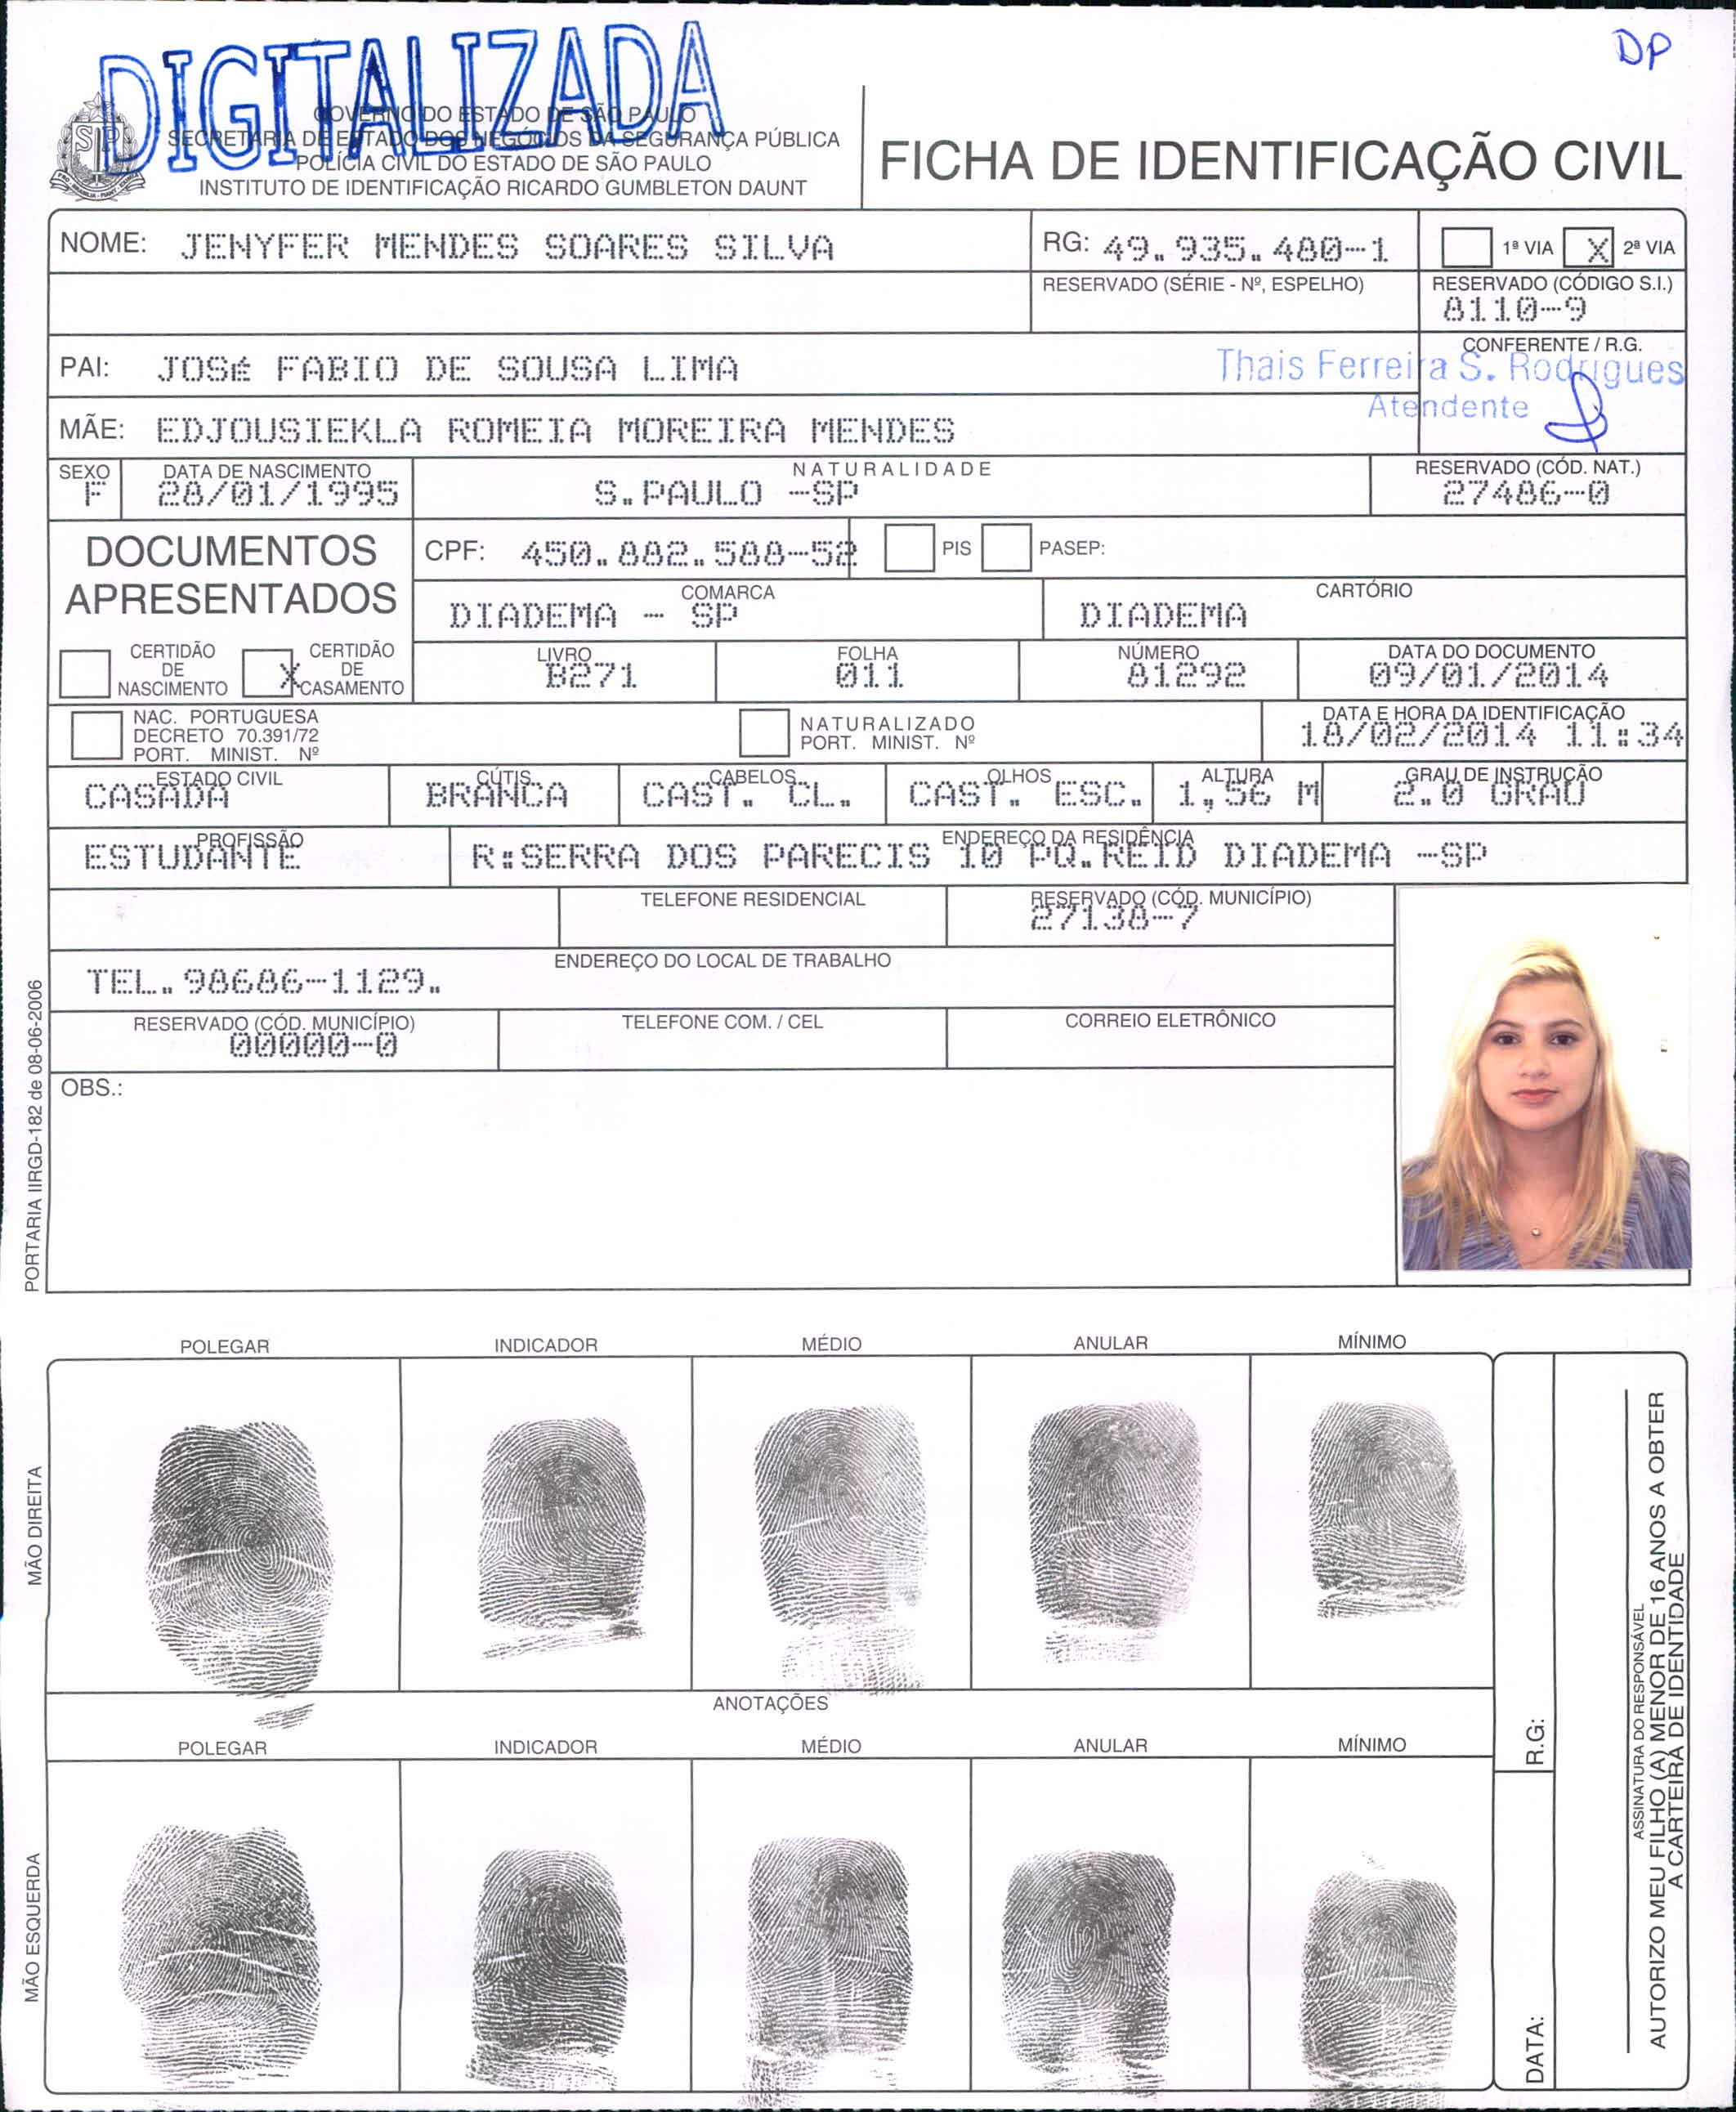 DIGITALIZADA
DP
GOVERNO DO ESTADO DE SÃO PAULO
SECRETARIA DE ESTADO DOS NEGÓCIOS DA SEGURANÇA PÚBLICA
POLÍCIA CIVIL DO ESTADO DE SÃO PAULO
INSTITUTO DE IDENTIFICAÇÃO RICARDO GUMBLETON DAUNT
FICHA DE IDENTIFICAÇÃO CIVIL
NOME: JENYFER MENDES SOARES SILVA
RG: 49.935.480-1
1ª VIA X 2ª VIA
RESERVADO (SÉRIE - Nº, ESPELHO)
RESERVADO (CÓDIGO S.I.)
8110-9
PAI: JOSé FABIO DE SOUSA LIMA
CONFERENTE / R.G.
Thais Ferreira S. Rodrigues
Atendente
MÃE: EDJOUSIEKLA ROMEIA MOREIRA MENDES
SEXO
F
DATA DE NASCIMENTO
28/01/1995
NATURALIDADE
S.PAULO -SP
RESERVADO (CÓD. NAT.)
27486-0
DOCUMENTOS
APRESENTADOS
CPF: 450.882.588-52
PIS
PASEP:
COMARCA
DIADEMA - SP
CARTÓRIO
DIADEMA
CERTIDÃO
DE
NASCIMENTO
X
CERTIDÃO
DE
CASAMENTO
LIVRO
B271
FOLHA
011
NÚMERO
81292
DATA DO DOCUMENTO
09/01/2014
NAC. PORTUGUESA
DECRETO 70.391/72
PORT. MINIST. Nº
NATURALIZADO
PORT. MINIST. Nº
DATA E HORA DA IDENTIFICAÇÃO
18/02/2014 11:34
ESTADO CIVIL
CASADA
CÚTIS
BRANCA
CABELOS
CAST. CL.
OLHOS
CAST. ESC.
ALTURA
1,56 M
GRAU DE INSTRUÇÃO
2.0 GRAU
PROFISSÃO
ESTUDANTE
ENDEREÇO DA RESIDÊNCIA
R:SERRA DOS PARECIS 10 PQ.REID DIADEMA -SP
TELEFONE RESIDENCIAL
RESERVADO (CÓD. MUNICÍPIO)
27138-7
ENDEREÇO DO LOCAL DE TRABALHO
TEL.98686-1129.
RESERVADO (CÓD. MUNICÍPIO)
00000-0
TELEFONE COM. / CEL
CORREIO ELETRÔNICO
OBS.:
PORTARIA IIRGD-182 de 08-06-2006
POLEGAR
INDICADOR
MÉDIO
ANULAR
MÍNIMO
MÃO DIREITA
ANOTAÇÕES
POLEGAR
INDICADOR
MÉDIO
ANULAR
MÍNIMO
MÃO ESQUERDA
R.G:
DATA:
ASSINATURA DO RESPONSÁVEL
AUTORIZO MEU FILHO (A) MENOR DE 16 ANOS A OBTER
A CARTEIRA DE IDENTIDADE